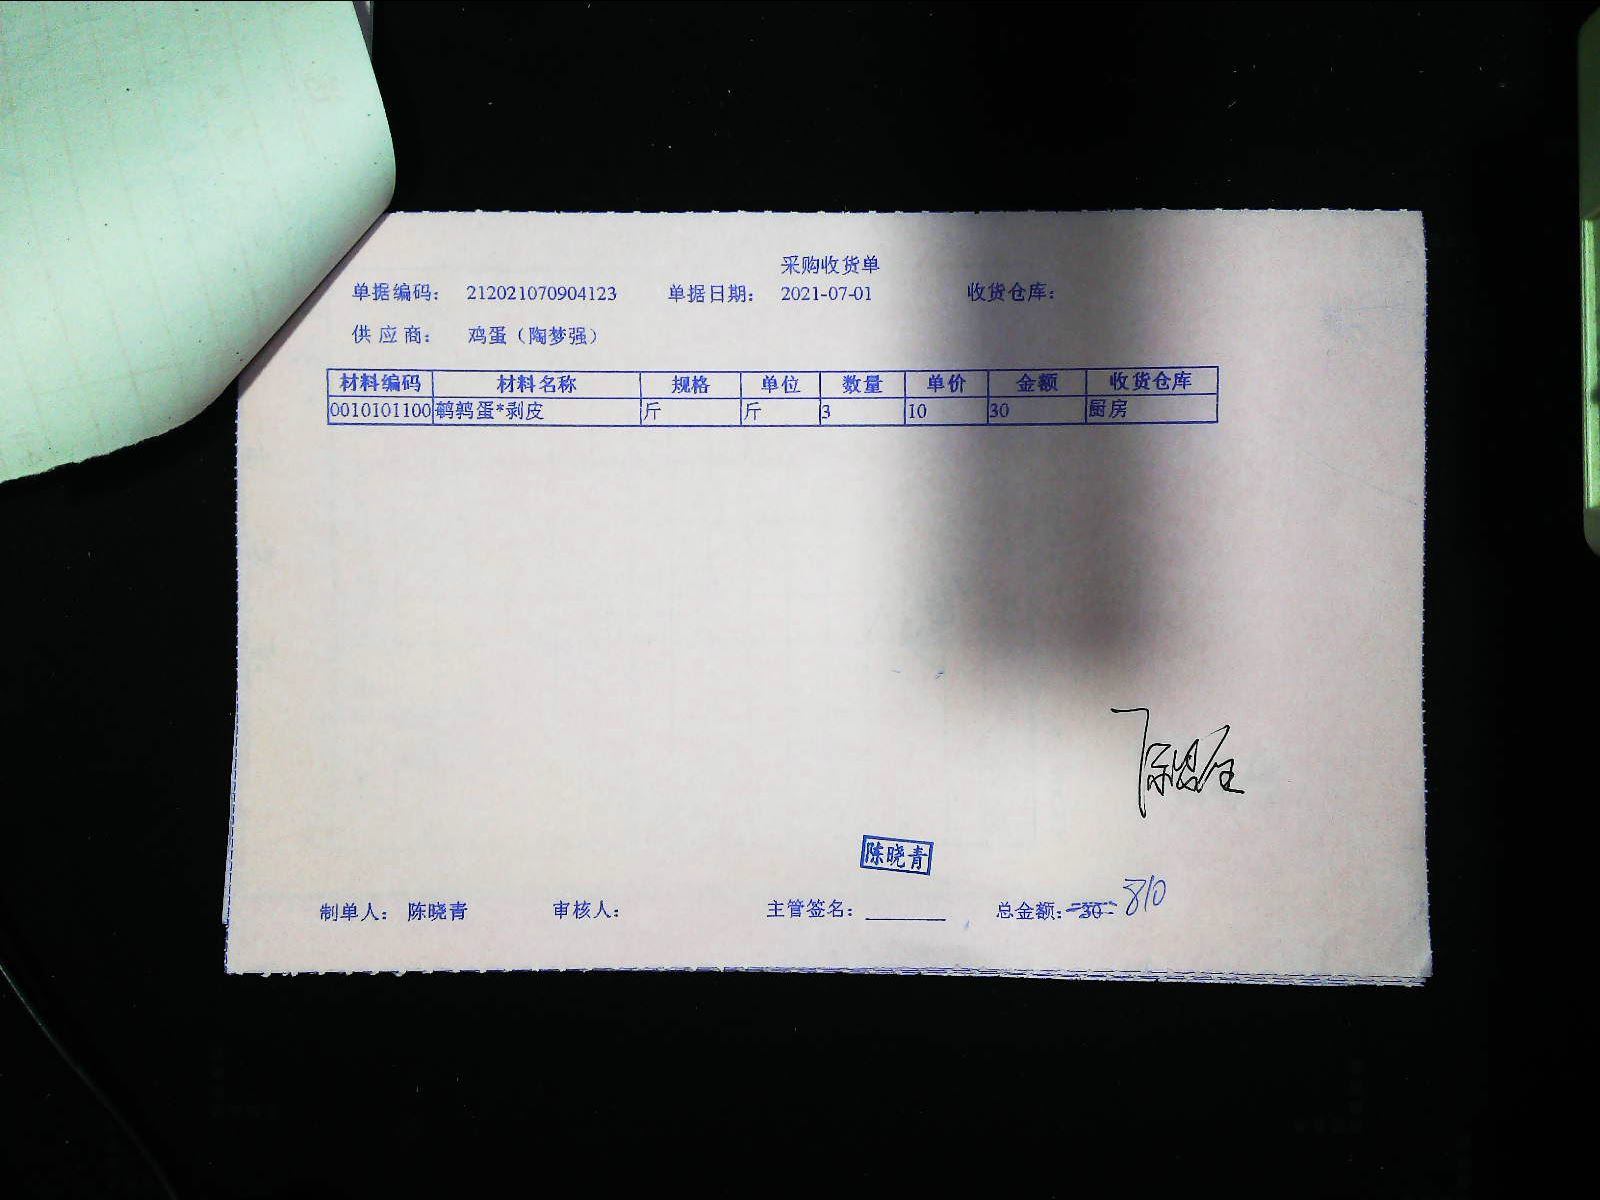 采购收货单
单据编码: 212021070904123 单据日期: 2021-07-01 收货仓库:
供应商: 鸡蛋（陶梦强）
材料编码 材料名称 规格 单位 数量 单价 金额 收货仓库
0010101100 鹌鹑蛋*剥皮 斤 斤 3 10 30 厨房
陈晓青
制单人: 陈晓青 审核人: 主管签名: 总金额: 30 810